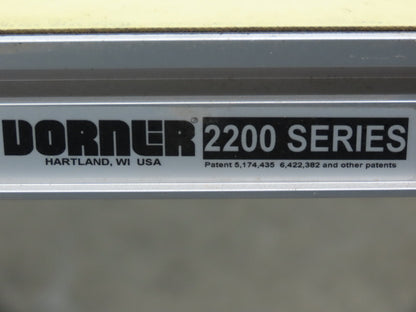 DORNER® 2200 SERIES
HARTLAND, WI USA
Patent 5,174,435 6,422,382 and other patents